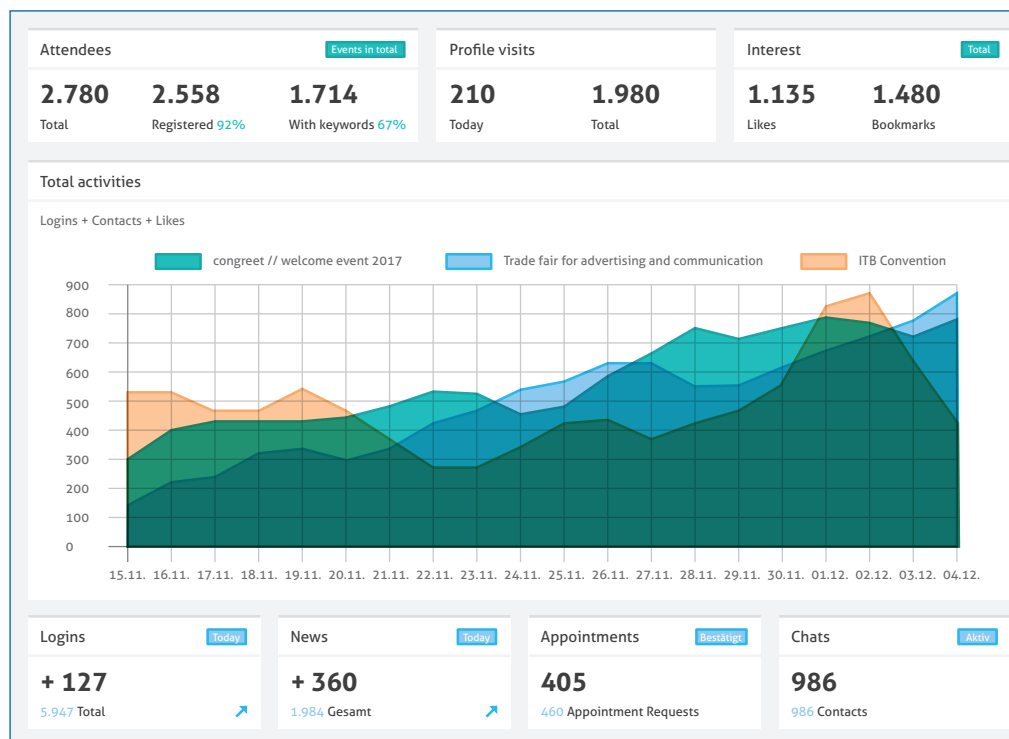 Attendees Events in total
2.780 2.558 1.714
Total Registered 92% With keywords 67%
Profile visits
210 1.980
Today Total
Interest Total
1.135 1.480
Likes Bookmarks
Total activities
Logins + Contacts + Likes
congreet // welcome event 2017 Trade fair for advertising and communication ITB Convention
900
800
700
600
500
400
300
200
100
0
15.11. 16.11. 17.11. 18.11. 19.11. 20.11. 21.11. 22.11. 23.11. 24.11. 25.11. 26.11. 27.11. 28.11. 29.11. 30.11. 01.12. 02.12. 03.12. 04.12.
Logins Today
+ 127
5.947 Total
News Today
+ 360
1.984 Gesamt
Appointments Bestätigt
405
460 Appointment Requests
Chats Aktiv
986
986 Contacts